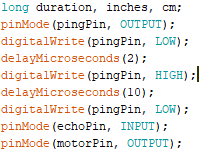 long duration, inches, cm;
pinMode(pingPin, OUTPUT);
digitalWrite(pingPin, LOW);
delayMicroseconds(2);
digitalWrite(pingPin, HIGH);
delayMicroseconds(10);
digitalWrite(pingPin, LOW);
pinMode(echoPin, INPUT);
pinMode(motorPin, OUTPUT);